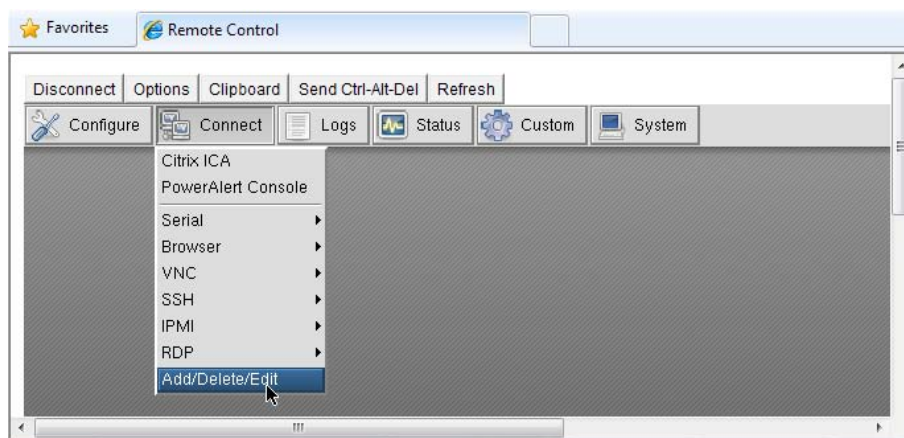 Favorites Remote Control
Disconnect Options Clipboard Send Ctrl-Alt-Del Refresh
Configure Connect Logs Status Custom System
Citrix ICA
PowerAlert Console
Serial
Browser
VNC
SSH
IPMI
RDP
Add/Delete/Edit